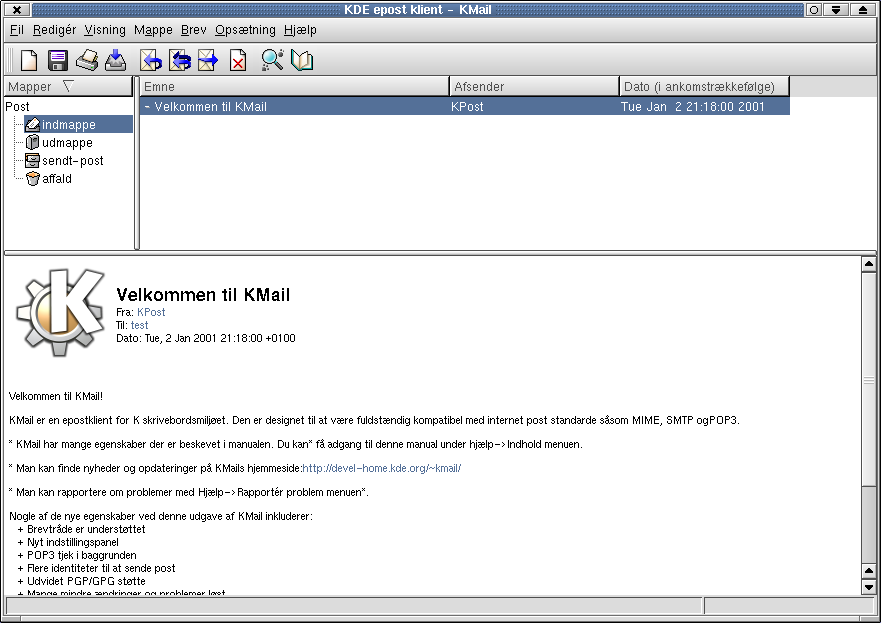 KDE epost klient - KMail
Fil Redigér Visning Mappe Brev Opsætning Hjælp
Mapper Emne Afsender Dato (i ankomstrækkefølge)
Post
- Velkommen til KMail KPost Tue Jan 2 21:18:00 2001
indmappe
udmappe
sendt-post
affald
Velkommen til KMail
Fra: KPost
Til: test
Dato: Tue, 2 Jan 2001 21:18:00 +0100
Velkommen til KMail!
KMail er en epostklient for K skrivebordsmiljøet. Den er designet til at være fuldstændig kompatibel med internet post standarde såsom MIME, SMTP ogPOP3.
* KMail har mange egenskaber der er beskevet i manualen. Du kan* få adgang til denne manual under hjælp->Indhold menuen.
* Man kan finde nyheder og opdateringer på KMails hjemmeside:http://devel-home.kde.org/~kmail/
* Man kan rapportere om problemer med Hjælp->Rapportér problem menuen*.
Nogle af de nye egenskaber ved denne udgave af KMail inkluderer:
+ Brevtråde er understøttet
+ Nyt indstillingspanel
+ POP3 tjek i baggrunden
+ Flere identiteter til at sende post
+ Udvidet PGP/GPG støtte
+ Mange mindre ændringer og problemer løst